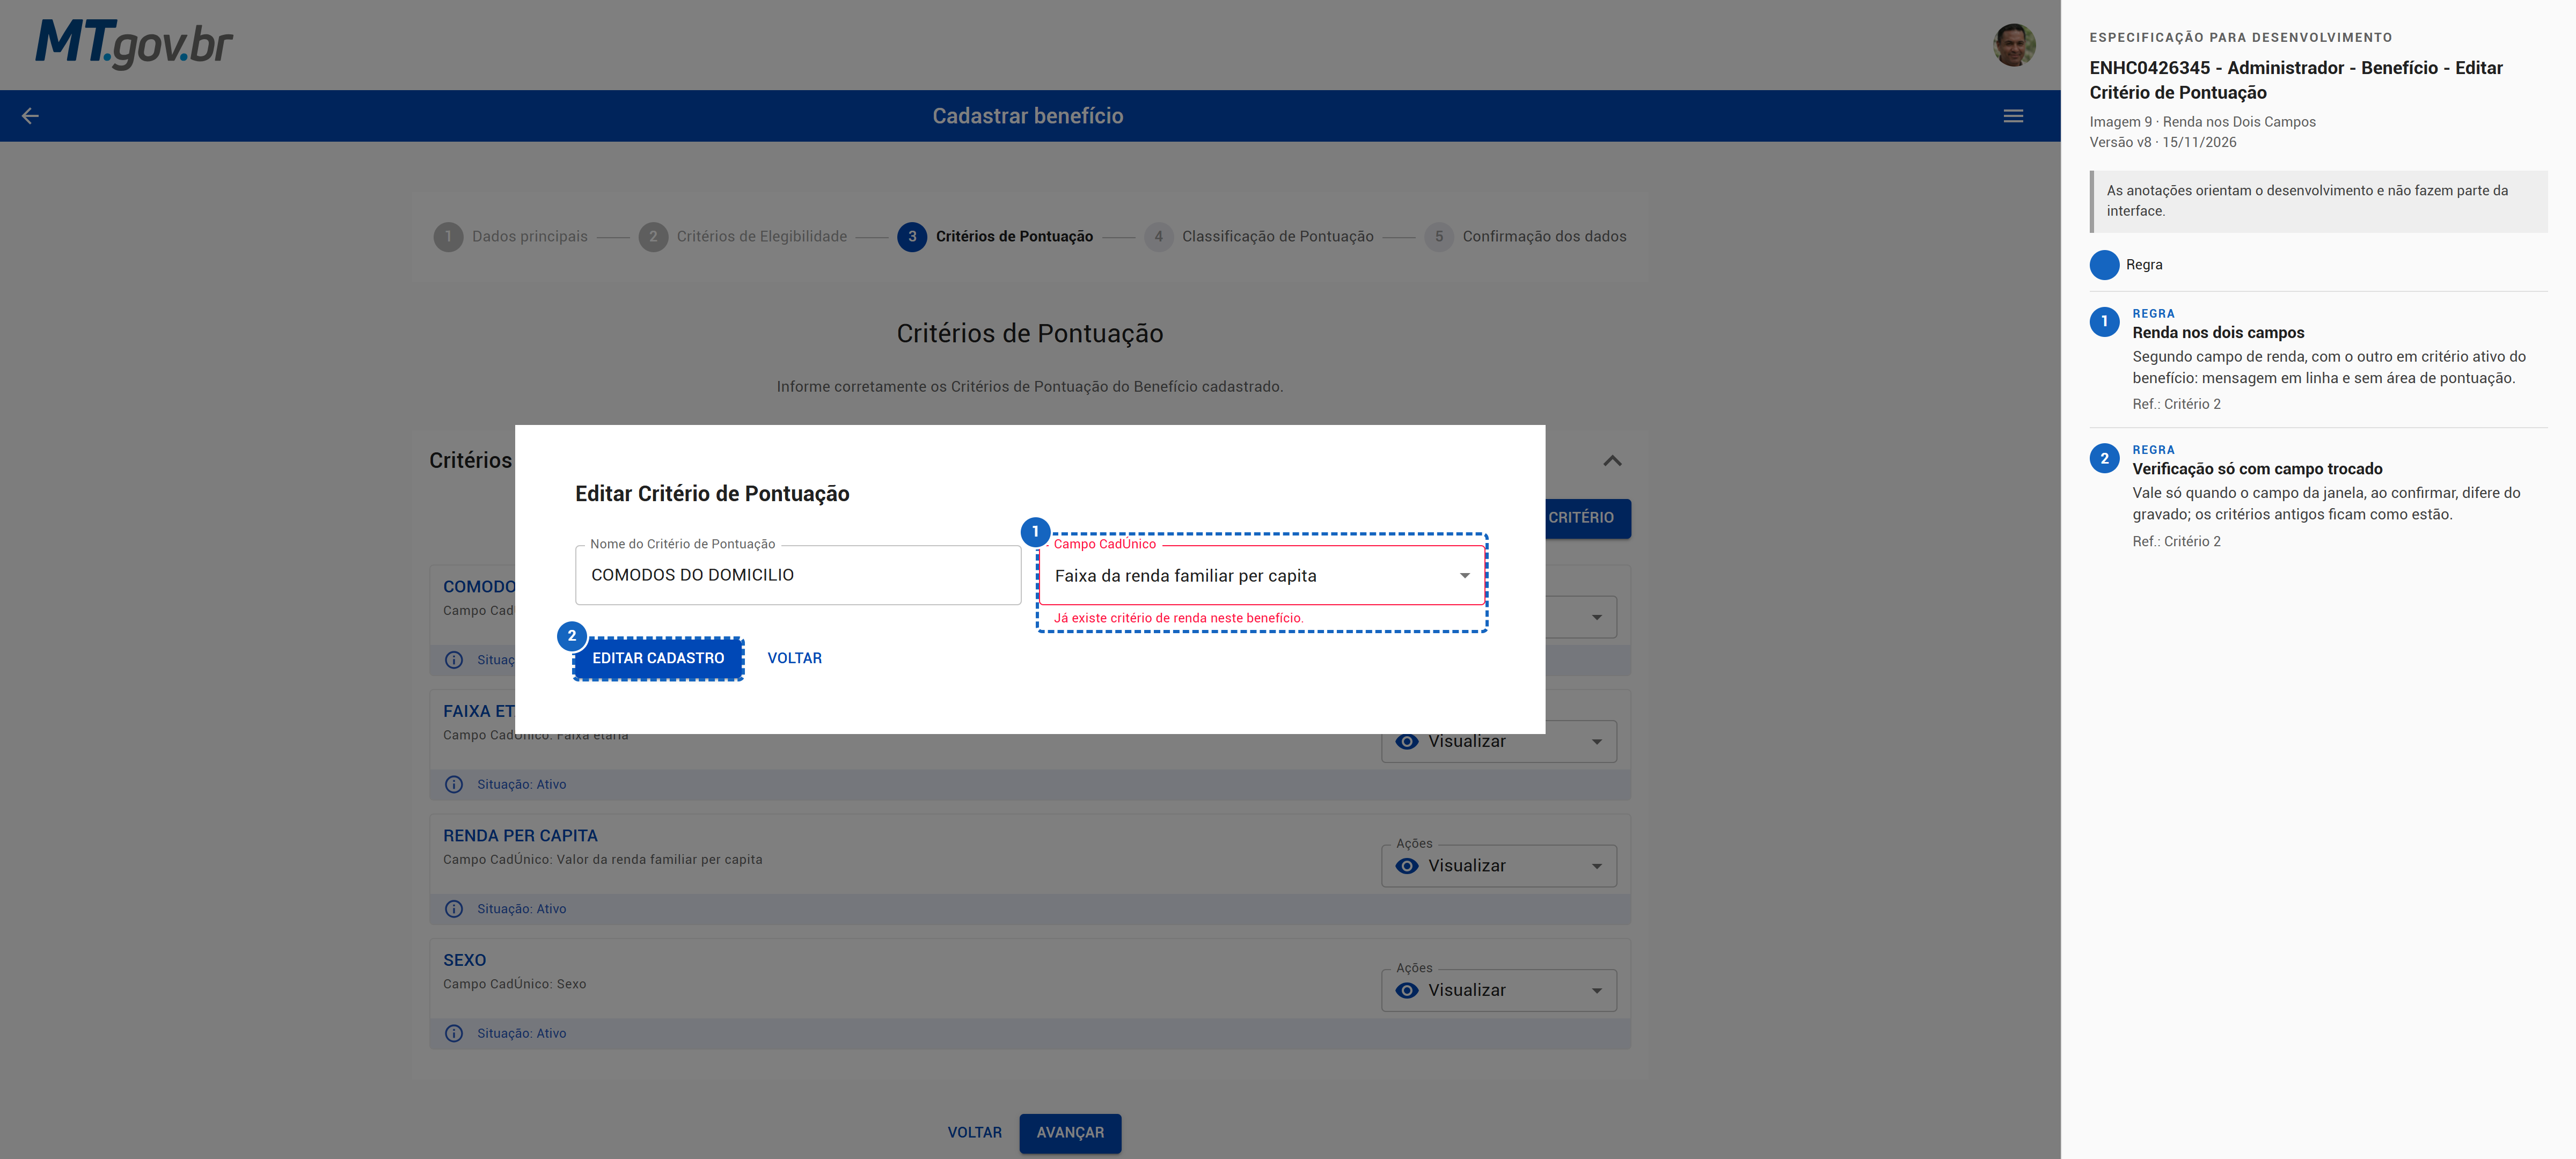 MT.gov.br
Cadastrar benefício
1 Dados principais
2 Critérios de Elegibilidade
3 Critérios de Pontuação
4 Classificação de Pontuação
5 Confirmação dos dados
Critérios de Pontuação
Informe corretamente os Critérios de Pontuação do Benefício cadastrado.
Critérios
CRITÉRIO
COMODO
Campo Cad
Situaç
Editar Critério de Pontuação
1
Nome do Critério de Pontuação
COMODOS DO DOMICILIO
Campo CadÚnico
Faixa da renda familiar per capita
Já existe critério de renda neste benefício.
2
EDITAR CADASTRO
VOLTAR
FAIXA ET
Campo CadÚnico: Faixa etária
Visualizar
Situação: Ativo
RENDA PER CAPITA
Campo CadÚnico: Valor da renda familiar per capita
Ações
Visualizar
Situação: Ativo
SEXO
Campo CadÚnico: Sexo
Ações
Visualizar
Situação: Ativo
VOLTAR
AVANÇAR
ESPECIFICAÇÃO PARA DESENVOLVIMENTO
ENHC0426345 - Administrador - Benefício - Editar
Critério de Pontuação
Imagem 9 · Renda nos Dois Campos
Versão v8 · 15/11/2026
As anotações orientam o desenvolvimento e não fazem parte da
interface.
Regra
1
REGRA
Renda nos dois campos
Segundo campo de renda, com o outro em critério ativo do
benefício: mensagem em linha e sem área de pontuação.
Ref.: Critério 2
2
REGRA
Verificação só com campo trocado
Vale só quando o campo da janela, ao confirmar, difere do
gravado; os critérios antigos ficam como estão.
Ref.: Critério 2